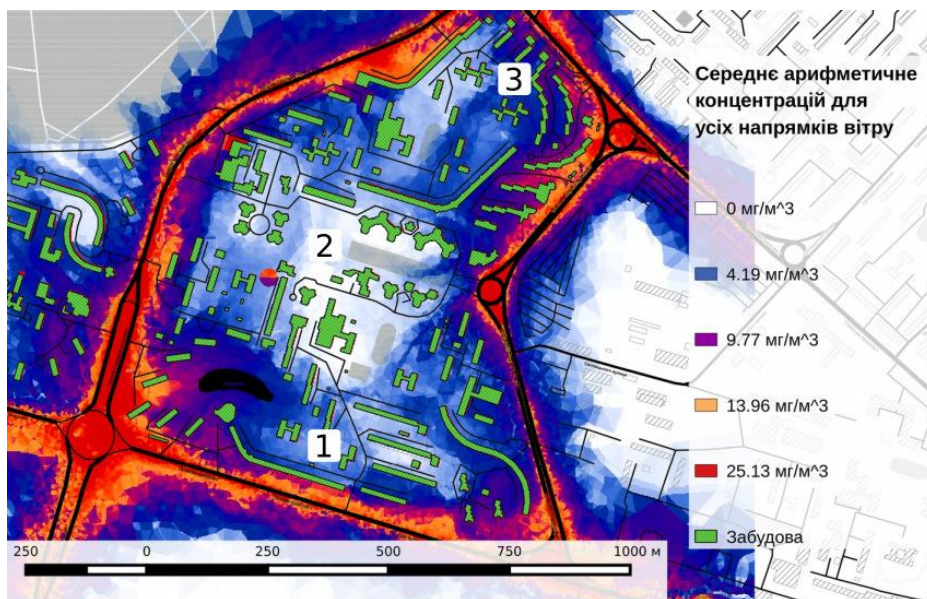 3
Середнє арифметичне
концентрацій для
усіх напрямків вітру
0 мг/м^3
2
4.19 мг/м^3
9.77 мг/м^3
13.96 мг/м^3
1
25.13 мг/м^3
Забудова
250 0 250 500 750 1000 м